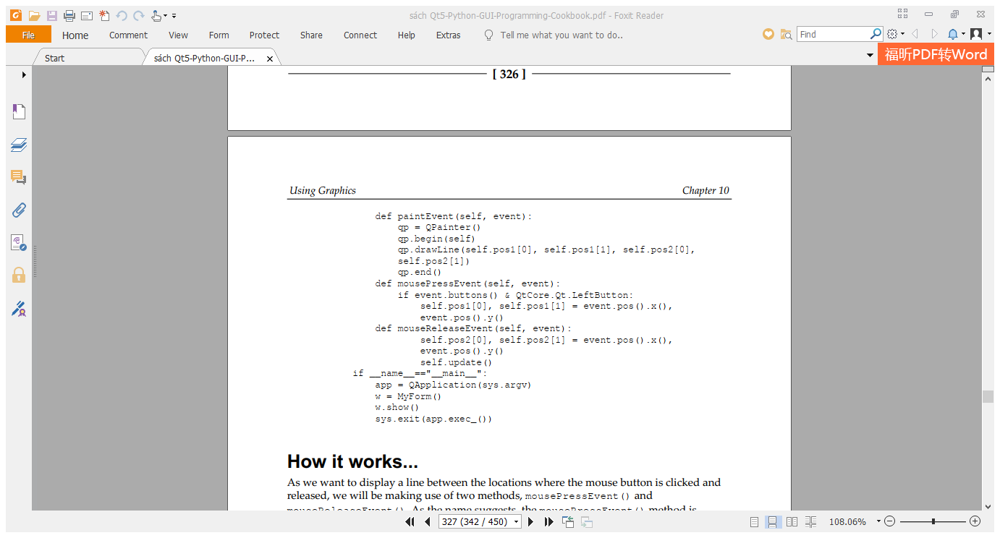 sách Qt5-Python-GUI-Programming-Cookbook.pdf - Foxit Reader
File Home Comment View Form Protect Share Connect Help Extras Tell me what you want to do.. Find
Start sách Qt5-Python-GUI-P... 福昕PDF转Word
[ 326 ]
Using Graphics Chapter 10
def paintEvent(self, event):
qp = QPainter()
qp.begin(self)
qp.drawLine(self.pos1[0], self.pos1[1], self.pos2[0],
self.pos2[1])
qp.end()
def mousePressEvent(self, event):
if event.buttons() & QtCore.Qt.LeftButton:
self.pos1[0], self.pos1[1] = event.pos().x(),
event.pos().y()
def mouseReleaseEvent(self, event):
self.pos2[0], self.pos2[1] = event.pos().x(),
event.pos().y()
self.update()
if __name__=="__main__":
app = QApplication(sys.argv)
w = MyForm()
w.show()
sys.exit(app.exec_())
How it works...
As we want to display a line between the locations where the mouse button is clicked and
released, we will be making use of two methods, mousePressEvent() and
mouseReleaseEvent(). As the name suggests, the mousePressEvent() method is
327 (342 / 450) 108.06%